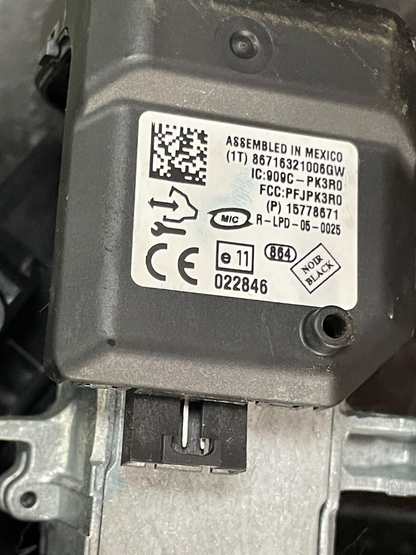 ASSEMBLED IN MEXICO
(1T) 86716321006GW
IC:909C-PK3R0
FCC:PFJPK3R0
(P) 15778671
MIC R-LPD-05-0025
CE e 11 864 NOIR
BLACK
022846